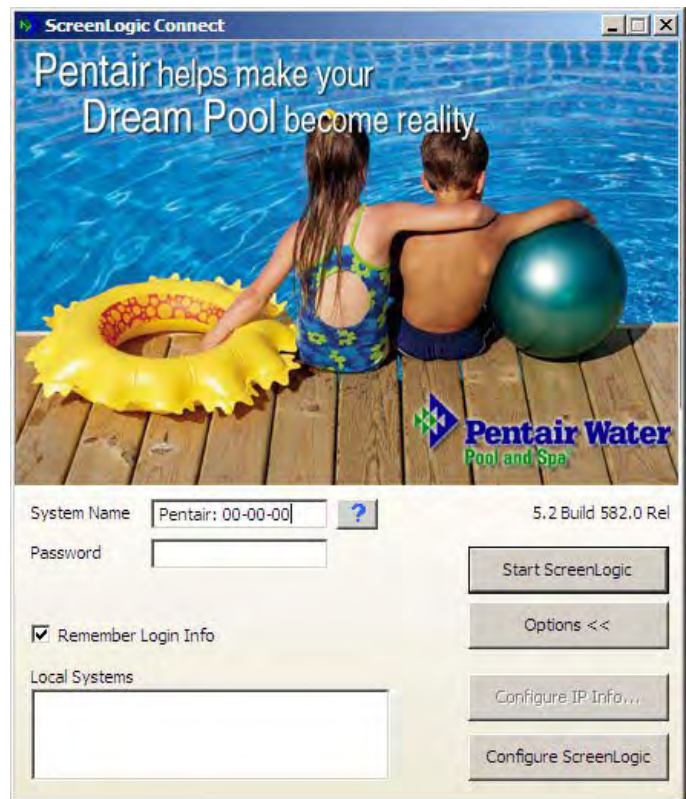 ScreenLogic Connect
Pentair helps make your
Dream Pool become reality.
Pentair Water
Pool and Spa
System Name
Pentair: 00-00-00
?
5.2 Build 582.0 Rel
Password
Start ScreenLogic
Options <<
Remember Login Info
Local Systems
Configure IP Info...
Configure ScreenLogic